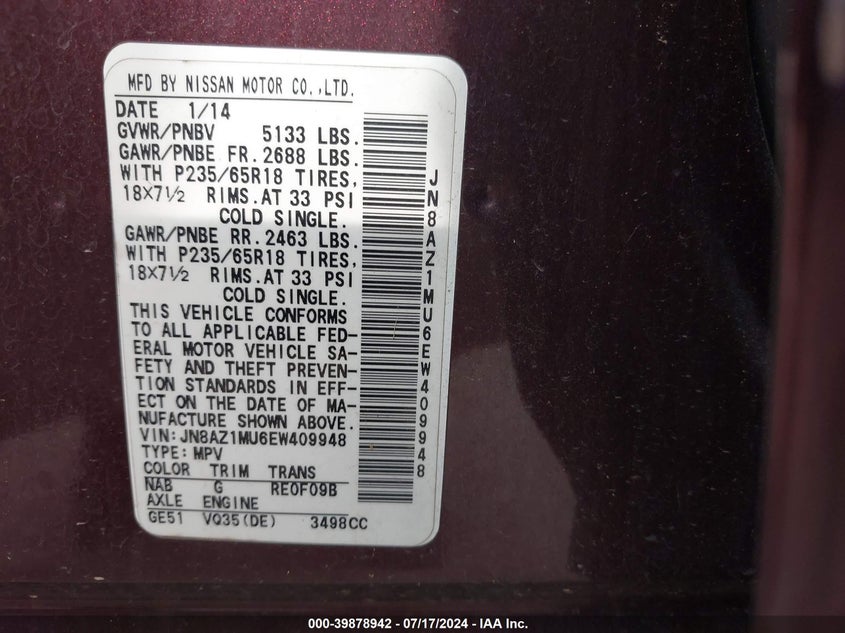 MFD BY NISSAN MOTOR CO.,LTD.
DATE 1/14
GVWR/PNBV 5133 LBS.
GAWR/PNBE FR. 2688 LBS.
WITH P235/65R18 TIRES,
18X7½ RIMS.AT 33 PSI
COLD SINGLE.
GAWR/PNBE RR. 2463 LBS.
WITH P235/65R18 TIRES,
18X7½ RIMS.AT 33 PSI
COLD SINGLE.
THIS VEHICLE CONFORMS
TO ALL APPLICABLE FED-
ERAL MOTOR VEHICLE SA-
FETY AND THEFT PREVEN-
TION STANDARDS IN EFF-
ECT ON THE DATE OF MA-
NUFACTURE SHOWN ABOVE.
VIN:JN8AZ1MU6EW409948
TYPE:MPV
COLOR TRIM TRANS
NAB G RE0F09B
AXLE ENGINE
GE51 VQ35(DE) 3498CC
JN8AZ1MU6EW409948
000-39878942 - 07/17/2024 - IAA Inc.